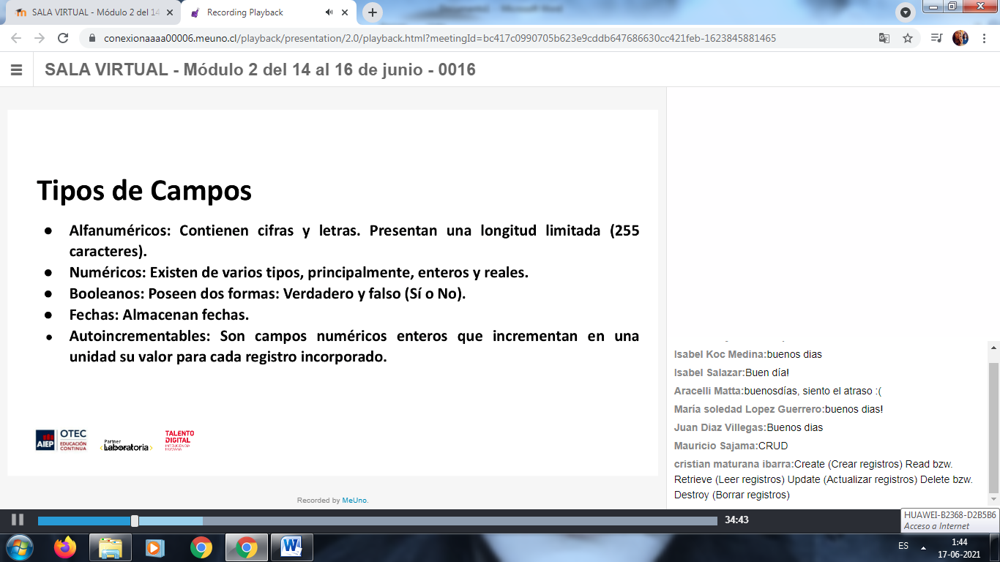 SALA VIRTUAL - Módulo 2 del 14
Recording Playback
conexionaaaa00006.meuno.cl/playback/presentation/2.0/playback.html?meetingId=bc417c0990705b623e9cddb647686630cc421feb-1623845881465
SALA VIRTUAL - Módulo 2 del 14 al 16 de junio - 0016
Tipos de Campos
● Alfanuméricos: Contienen cifras y letras. Presentan una longitud limitada (255
caracteres).
● Numéricos: Existen de varios tipos, principalmente, enteros y reales.
● Booleanos: Poseen dos formas: Verdadero y falso (Sí o No).
● Fechas: Almacenan fechas.
● Autoincrementables: Son campos numéricos enteros que incrementan en una
unidad su valor para cada registro incorporado.
AIEP
OTEC
EDUCACIÓN
CONTINUA
Partner
Laboratoria
TALENTO
DIGITAL
INTELIGENCIA
HUMANA
Recorded by MeUno.
Isabel Koc Medina:buenos dias
Isabel Salazar:Buen día!
Aracelli Matta:buenosdías, siento el atraso :(
María soledad Lopez Guerrero:buenos dias!
Juan Diaz Villegas:Buenos dias
Mauricio Sajama:CRUD
cristian maturana ibarra:Create (Crear registros) Read bzw.
Retrieve (Leer registros) Update (Actualizar registros) Delete bzw.
Destroy (Borrar registros)
34:43
HUAWEI-B2368-D2B5B6
Acceso a Internet
ES
1:44
17-06-2021